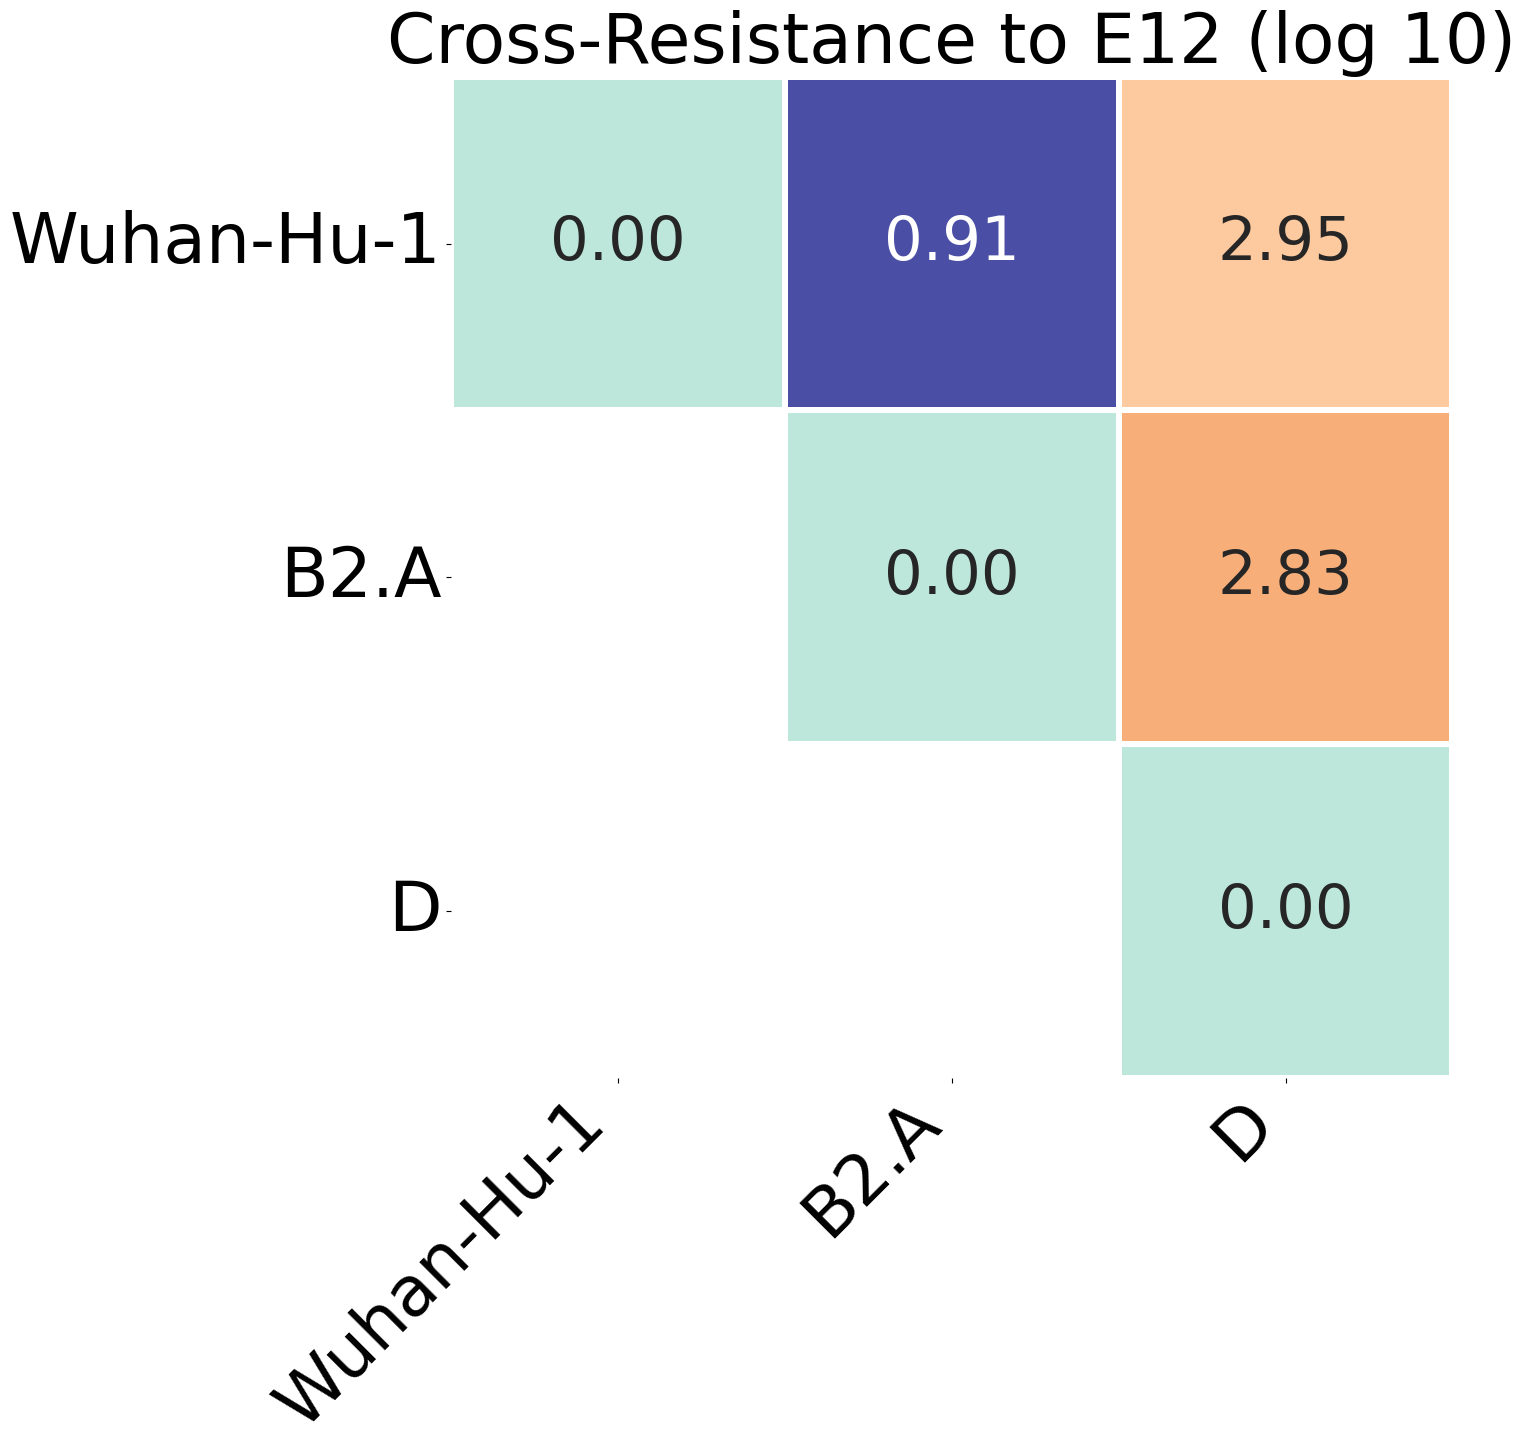 Cross-Resistance to E12 (log 10)
Wuhan-Hu-1 0.00 0.91 2.95
B2.A 0.00 2.83
D 0.00
Wuhan-Hu-1 B2.A D